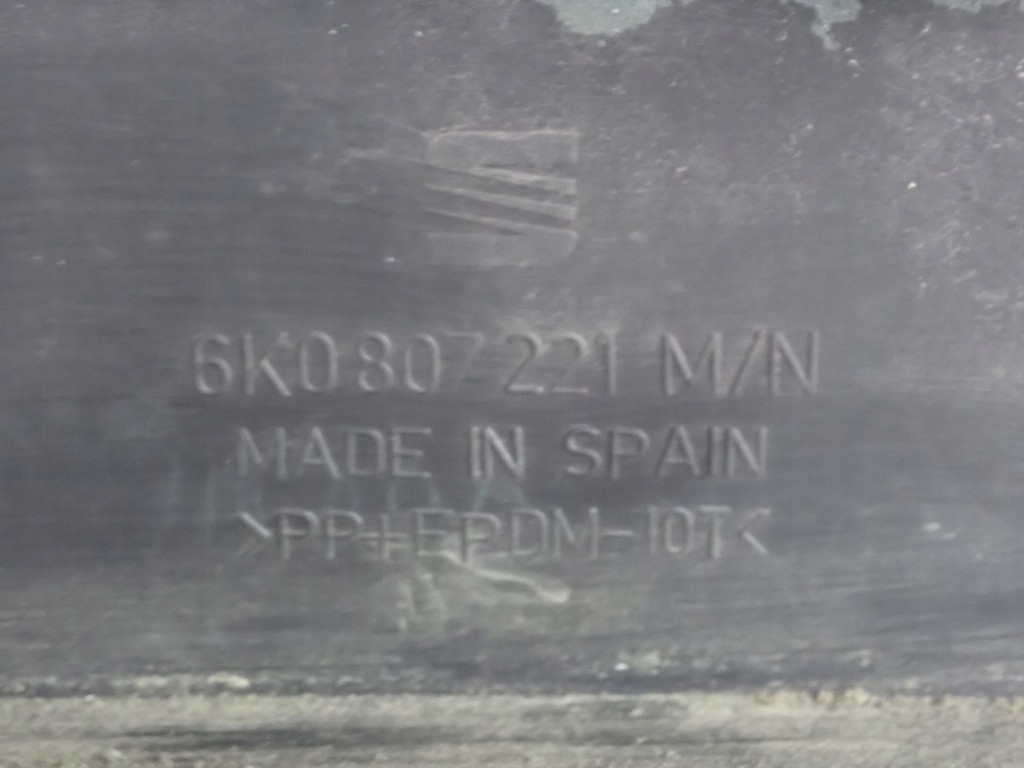 6K0 807 221 M/N
MADE IN SPAIN
>PP+EPDM-10T<